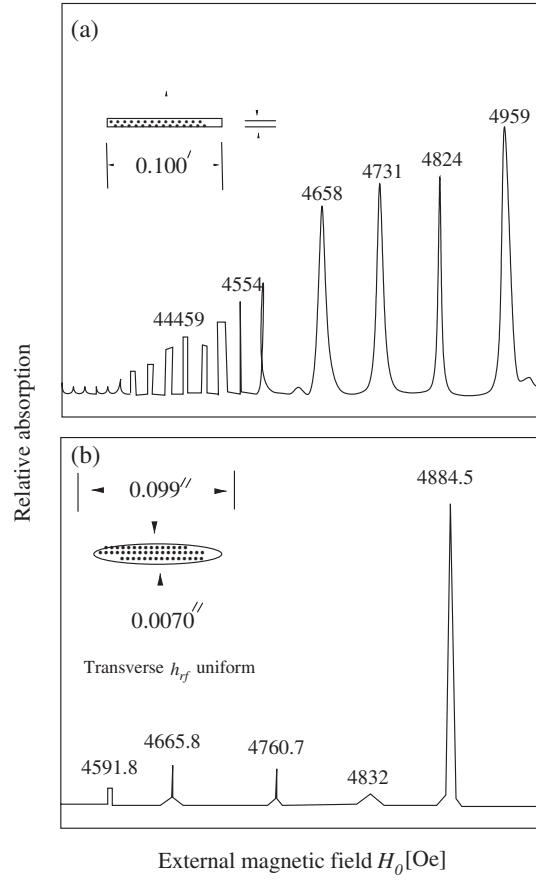 (a)
4959
4824
4731
4658
0.100′
4554
44459
(b)
4884.5
0.099″
0.0070″
Transverse h_rf uniform
4665.8
4760.7
4591.8
4832
Relative absorption
External magnetic field H_0 [Oe]